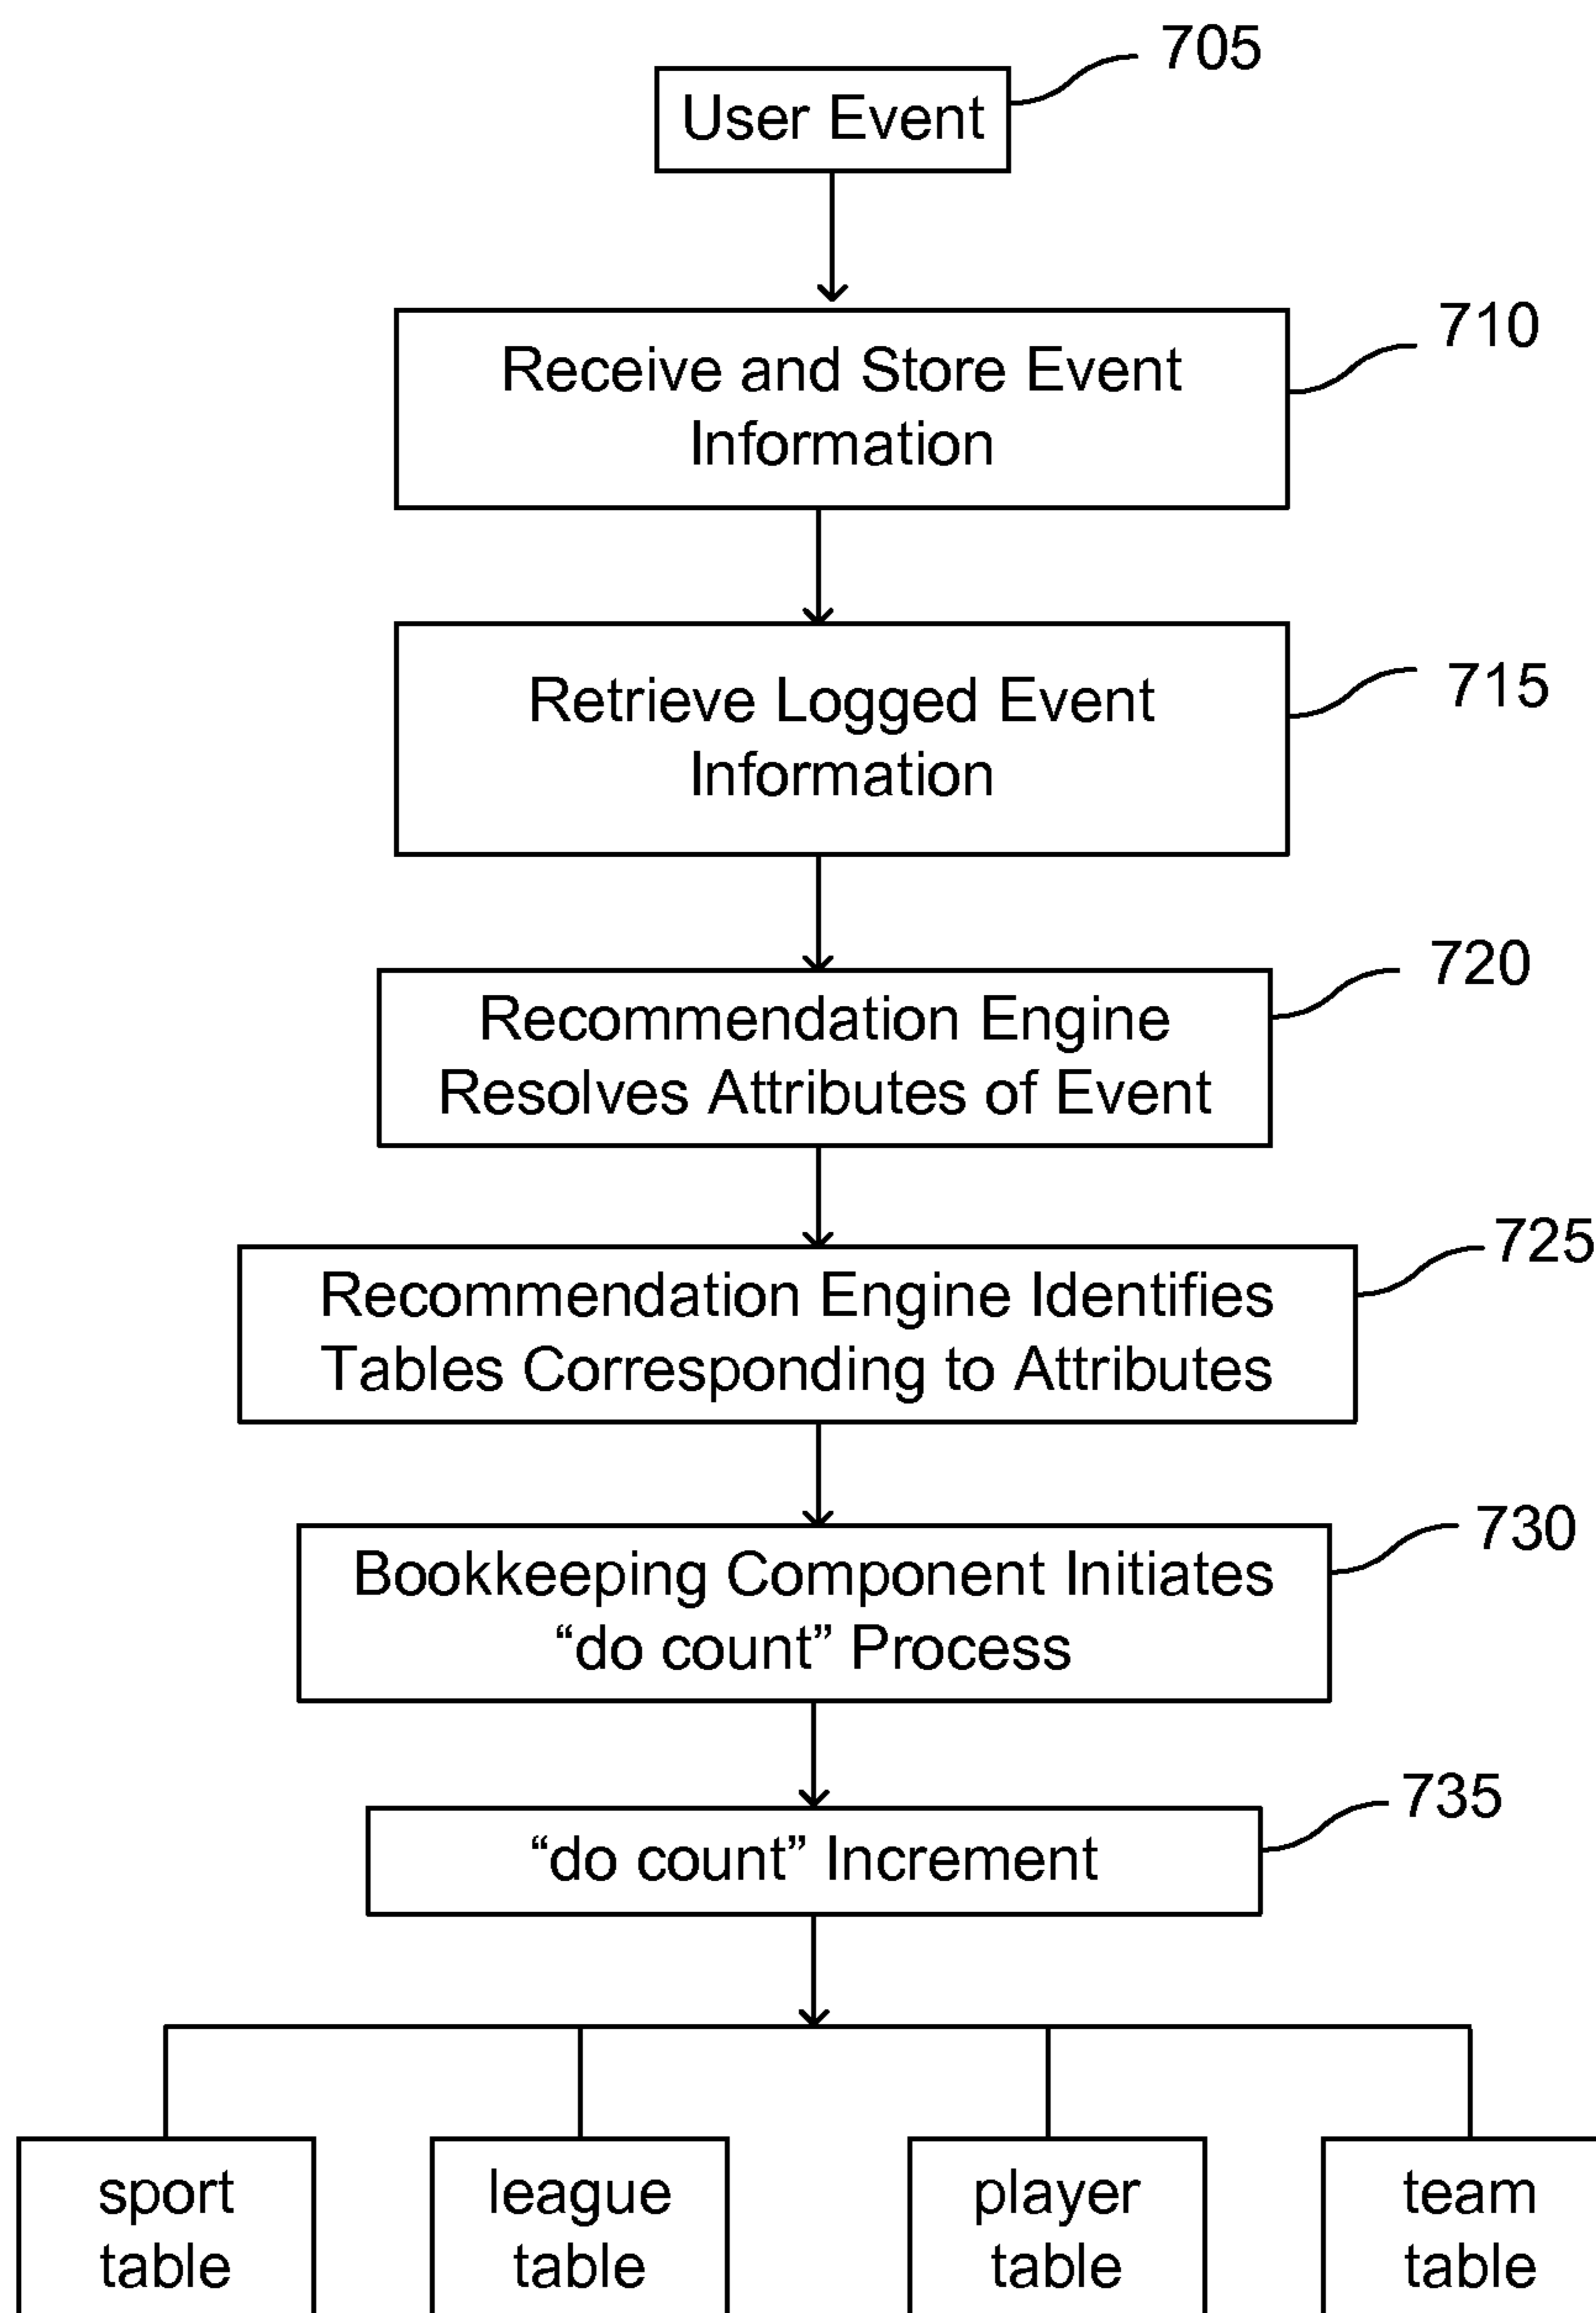 705
User Event
710
Receive and Store Event
Information
715
Retrieve Logged Event
Information
720
Recommendation Engine
Resolves Attributes of Event
725
Recommendation Engine Identifies
Tables Corresponding to Attributes
730
Bookkeeping Component Initiates
“do count” Process
735
“do count” Increment
sport
table
league
table
player
table
team
table